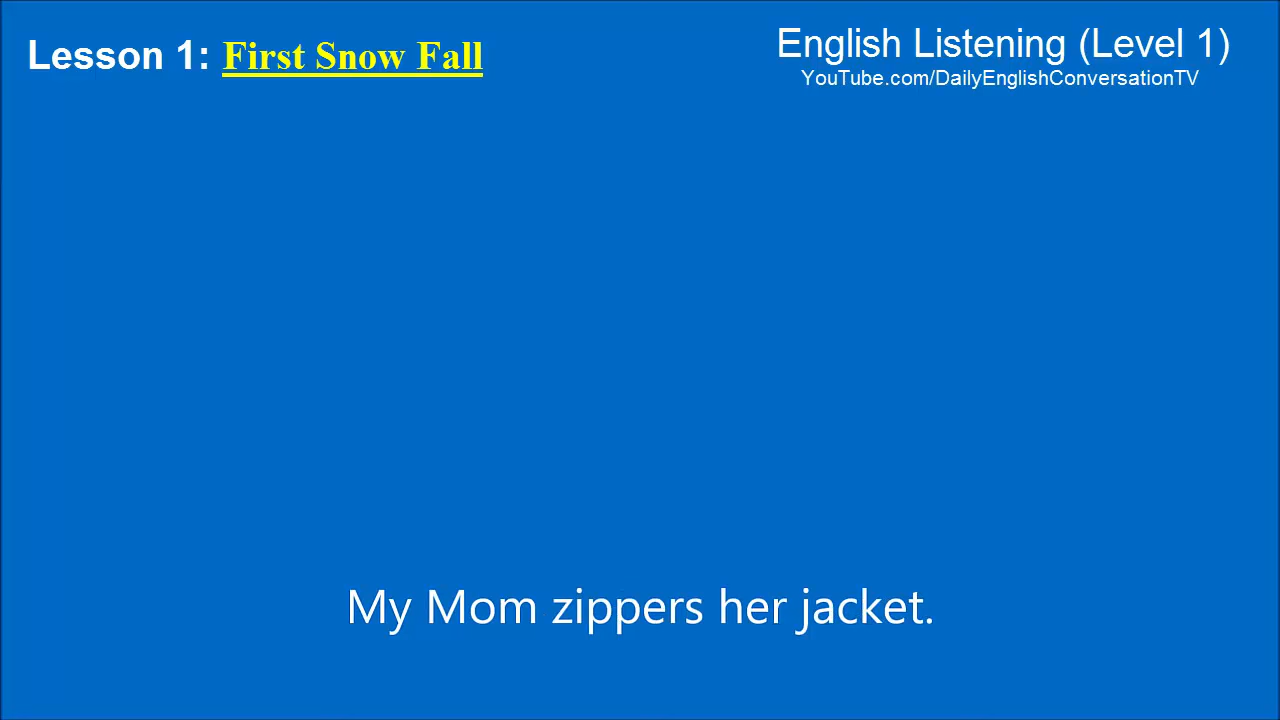 Lesson 1: First Snow Fall
English Listening (Level 1)
YouTube.com/DailyEnglishConversationTV
My Mom zippers her jacket.